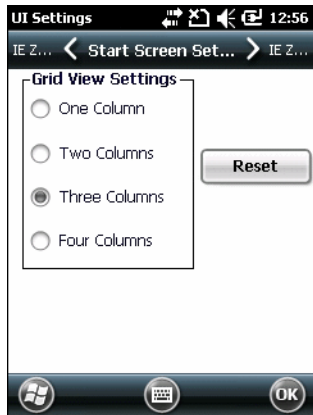 UI Settings 12:56
IE Z... Start Screen Set... IE Z...
Grid View Settings
One Column
Two Columns
Reset
Three Columns
Four Columns
OK